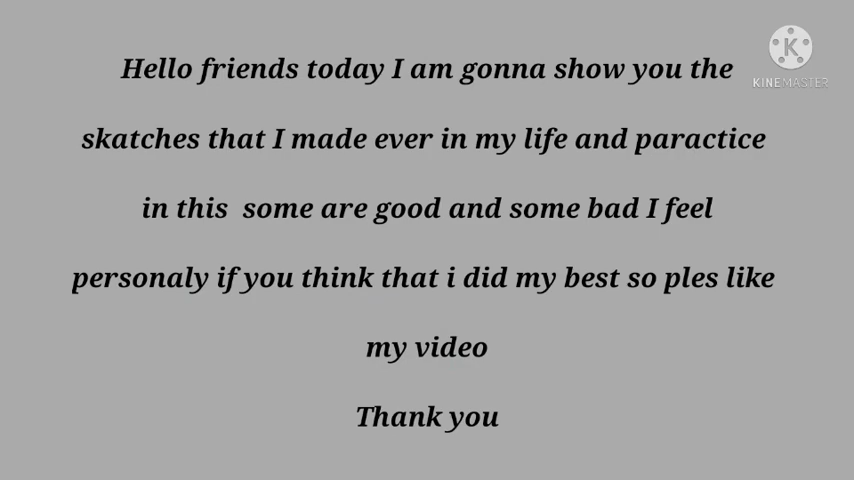 Hello friends today I am gonna show you the
skatches that I made ever in my life and paractice
in this  some are good and some bad I feel
personaly if you think that i did my best so ples like
my video
Thank you
K
KINEMASTER